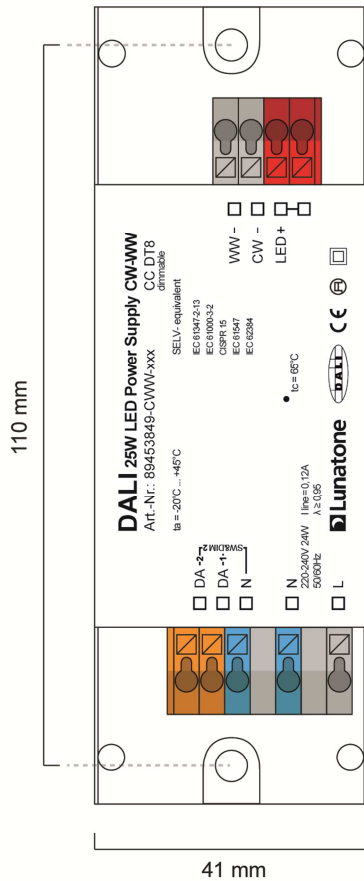 DALI 25W LED Power Supply CW-WW
Art.-Nr.: 89453849-CWW-xxx
CC DT8
dimmable
ta = -20°C ... +45°C
SELV- equivalent
IEC 61347-2-13
IEC 61000-3-2
CISPR 15
IEC 61547
IEC 62384
tc = 65°C
WW -
CW -
LED+
DA -2-
DA -1-
N
SW&DIM 2
N
L
220-240V 24W I line = 0,12A
50/60Hz λ ≥ 0,95
Lunatone
DALI
CE
110 mm
41 mm